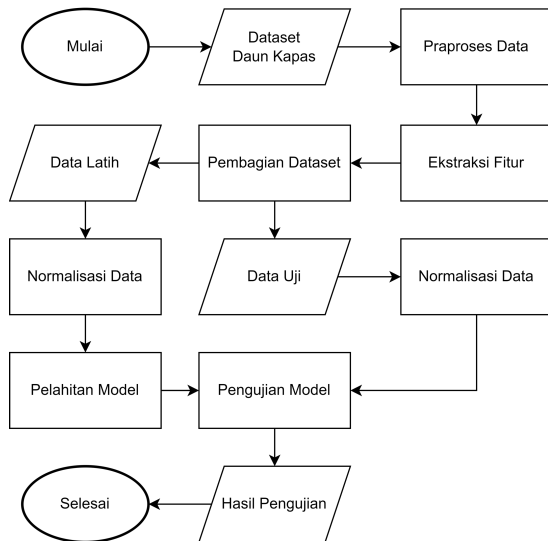 Mulai
Dataset
Daun Kapas
Praproses Data
Data Latih
Pembagian Dataset
Ekstraksi Fitur
Normalisasi Data
Data Uji
Normalisasi Data
Pelahitan Model
Pengujian Model
Selesai
Hasil Pengujian